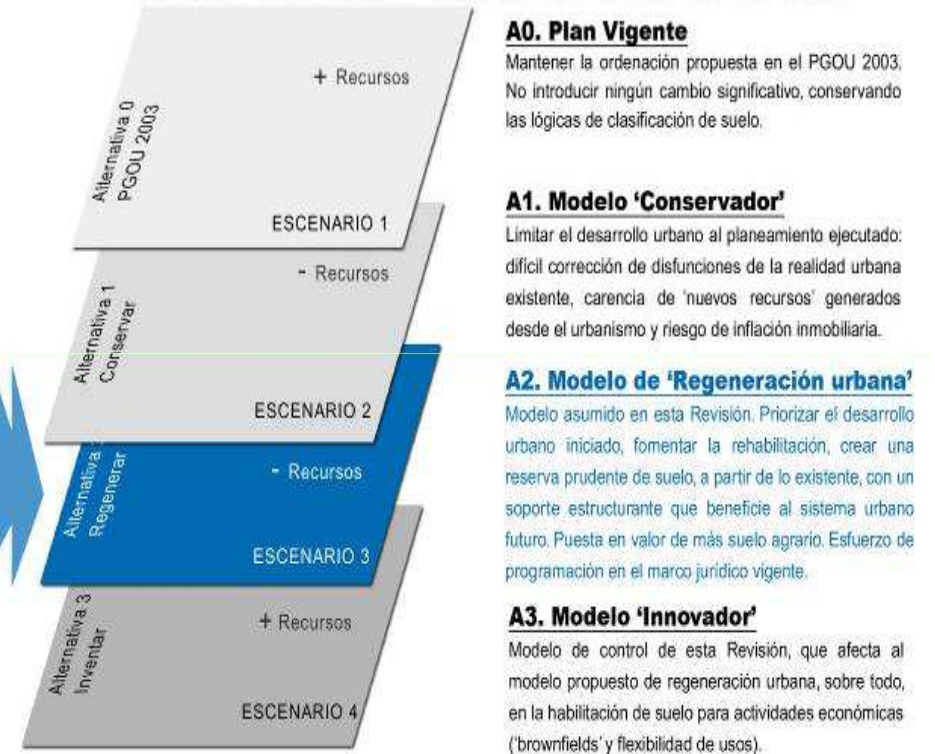 A0. Plan Vigente
Mantener la ordenación propuesta en el PGOU 2003.
No introducir ningún cambio significativo, conservando
las lógicas de clasificación de suelo.
+ Recursos
Alternativa 0
PGOU 2003
ESCENARIO 1
A1. Modelo ‘Conservador’
Limitar el desarrollo urbano al planeamiento ejecutado:
difícil corrección de disfunciones de la realidad urbana
existente, carencia de ‘nuevos recursos’ generados
desde el urbanismo y riesgo de inflación inmobiliaria.
- Recursos
Alternativa 1
Conservar
ESCENARIO 2
A2. Modelo de ‘Regeneración urbana’
Modelo asumido en esta Revisión. Priorizar el desarrollo
urbano iniciado, fomentar la rehabilitación, crear una
reserva prudente de suelo, a partir de lo existente, con un
soporte estructurante que beneficie al sistema urbano
futuro. Puesta en valor de más suelo agrario. Esfuerzo de
programación en el marco jurídico vigente.
- Recursos
Alternativa
Regenerar
ESCENARIO 3
A3. Modelo ‘Innovador’
Modelo de control de esta Revisión, que afecta al
modelo propuesto de regeneración urbana, sobre todo,
en la habilitación de suelo para actividades económicas
(‘brownfields’ y flexibilidad de usos).
+ Recursos
Alternativa 3
Inventar
ESCENARIO 4